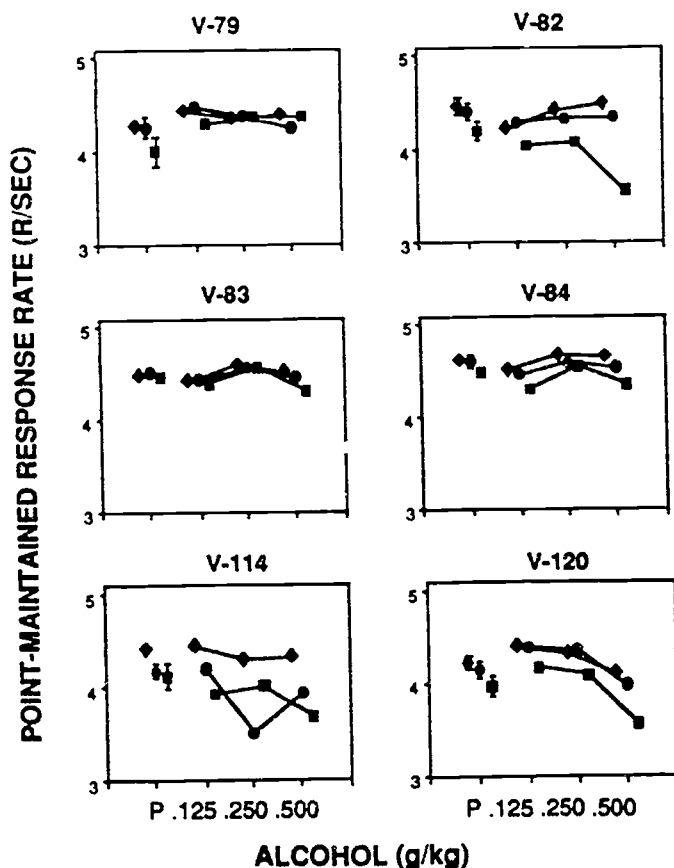 V-79
V-82
5
4
3
5
4
3
V-83
V-84
5
4
3
5
4
3
V-114
V-120
5
4
3
5
4
3
P .125 .250 .500
P .125 .250 .500
ALCOHOL (g/kg)
POINT-MAINTAINED RESPONSE RATE (R/SEC)